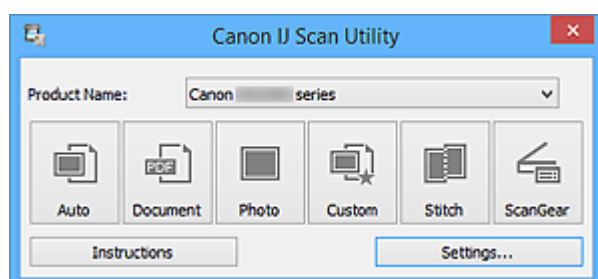 Canon IJ Scan Utility
Product Name: Canon series
PDF
Auto Document Photo Custom Stitch ScanGear
Instructions Settings...